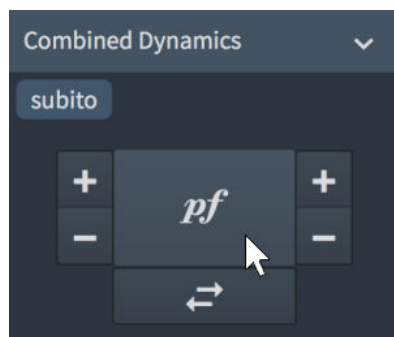 Combined Dynamics
subito
+ pf +
− −